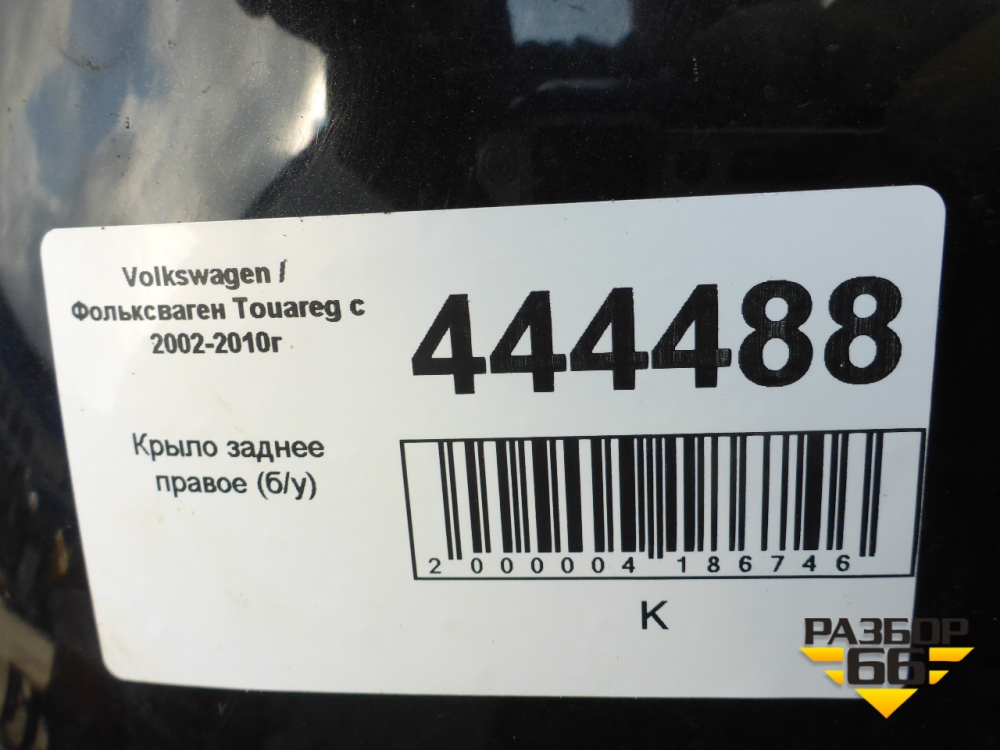 Volkswagen /
Фольксваген Touareg с
2002-2010г
444488
Крыло заднее
правое (б/у)
2 000004 186746
К
РАЗБОР
66